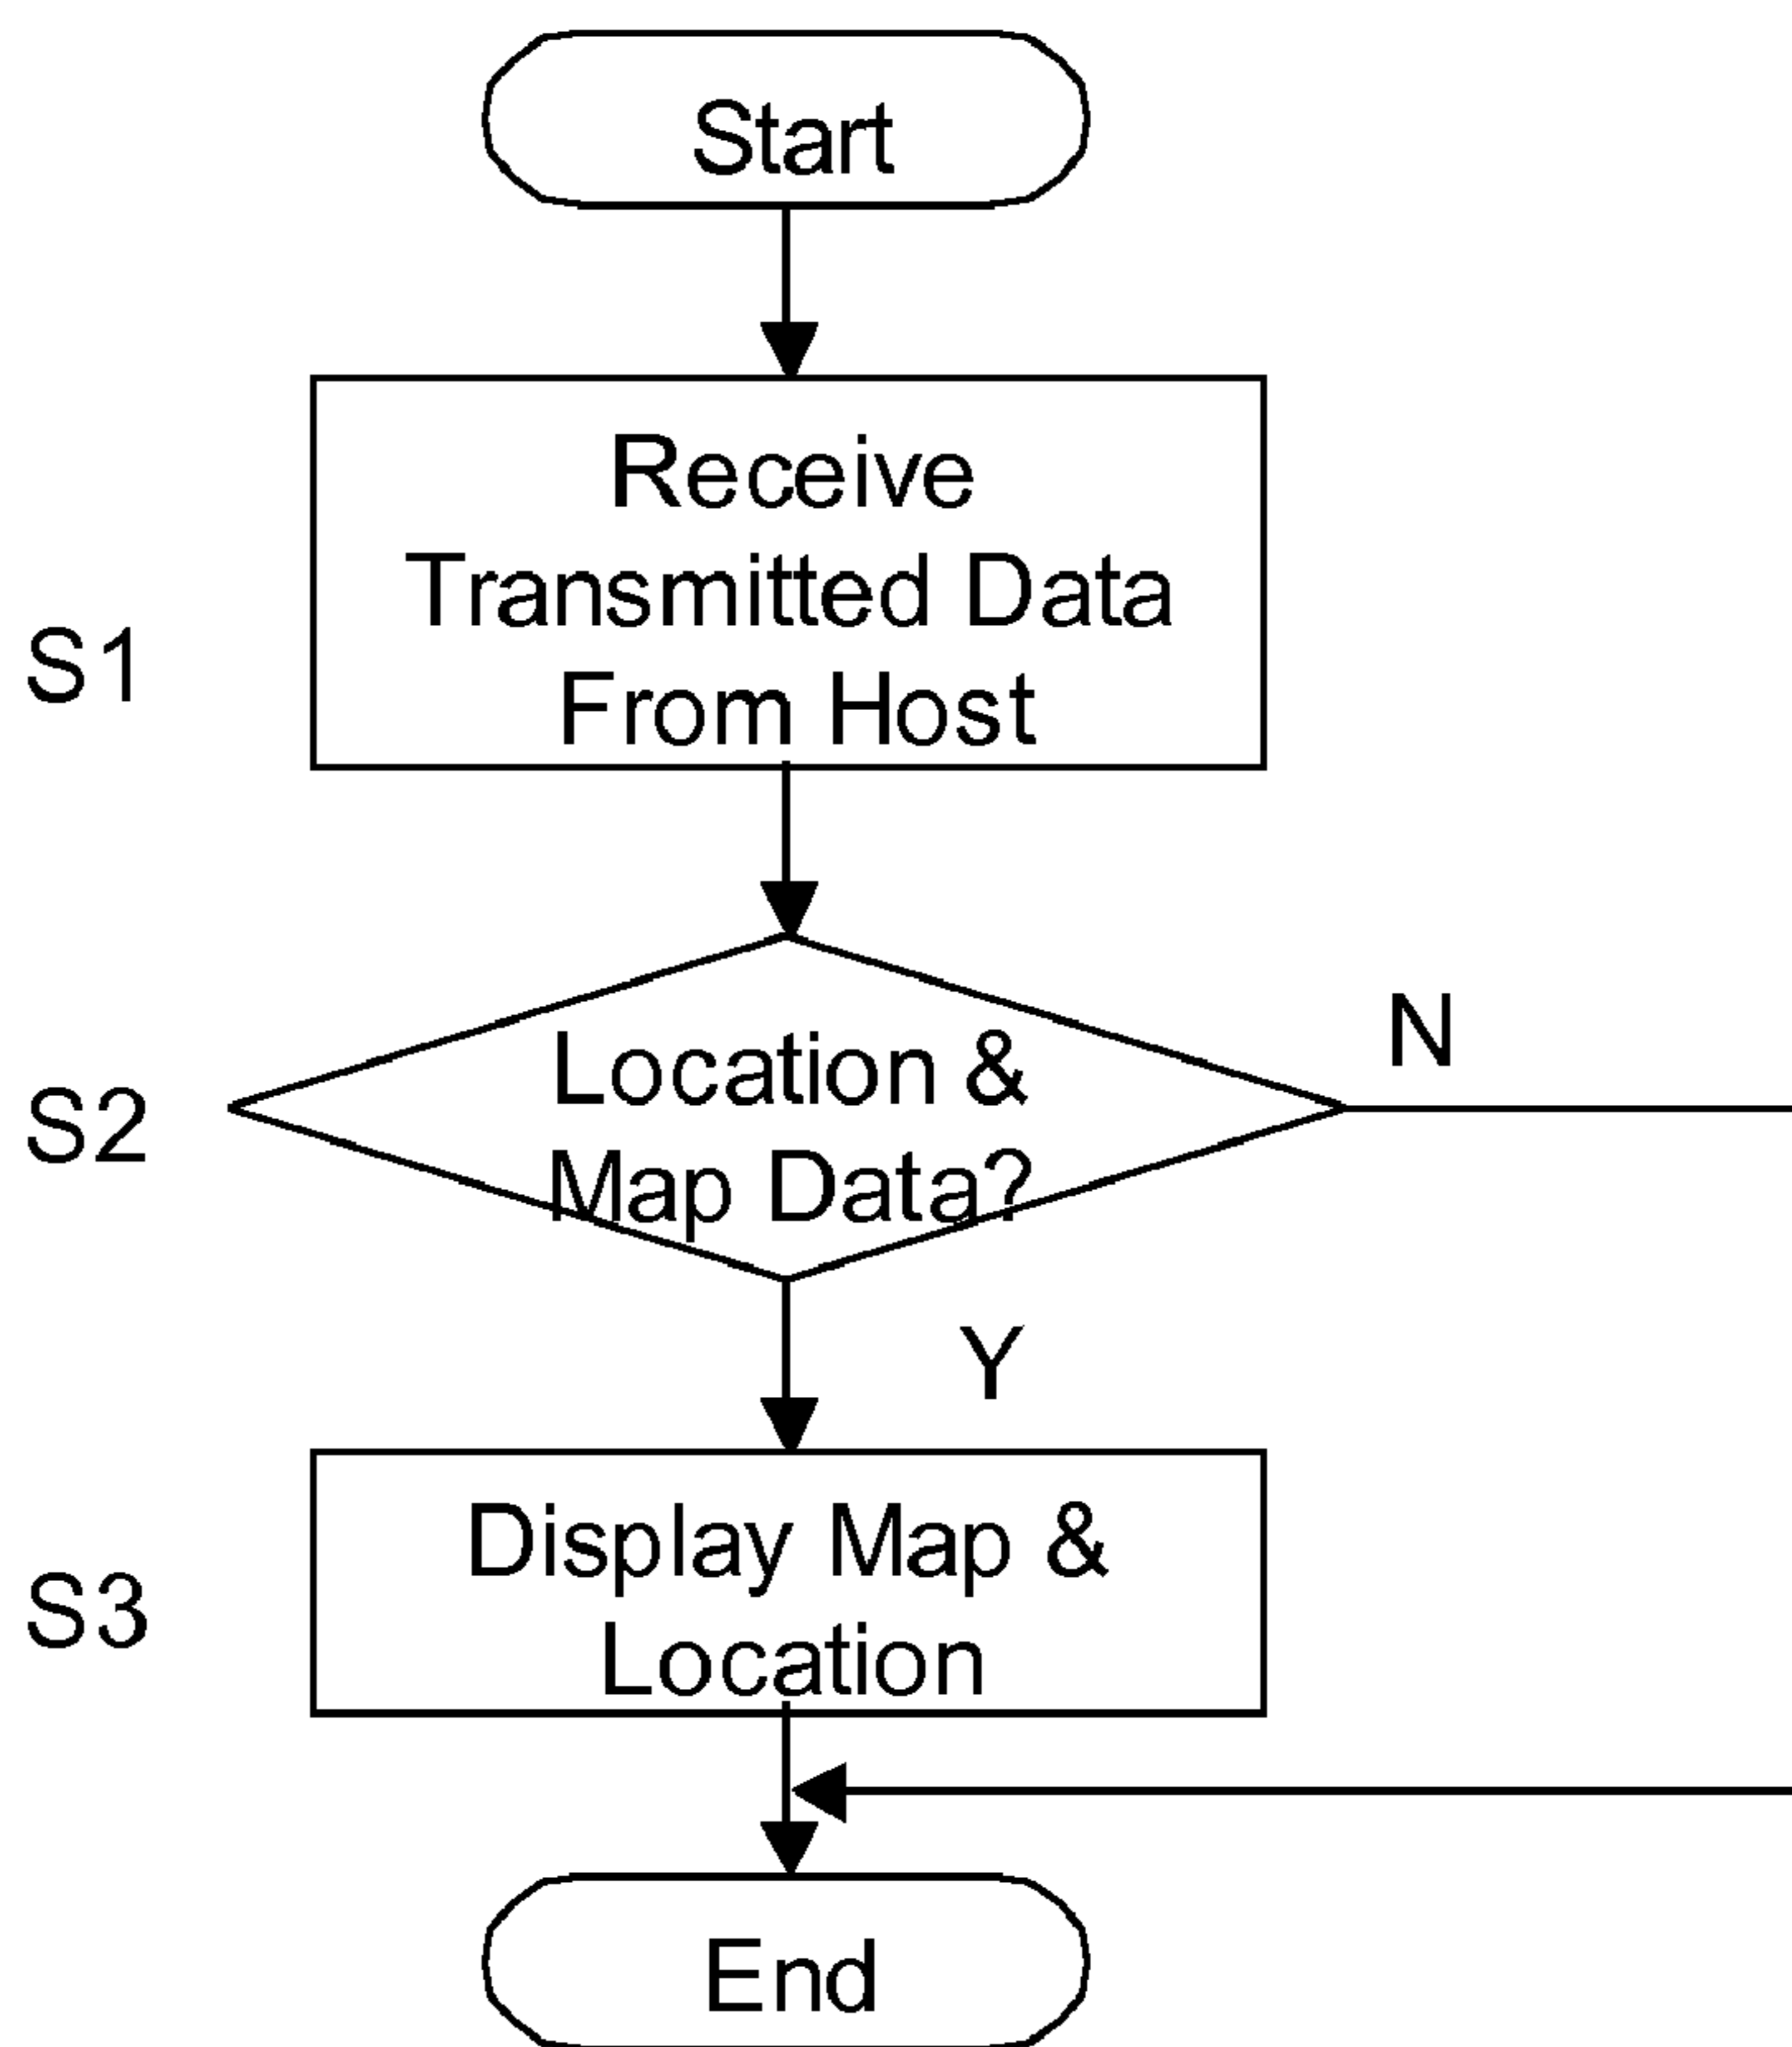 Start
Receive
Transmitted Data
From Host
S1
Location &
Map Data?
N
S2
Y
Display Map &
Location
S3
End